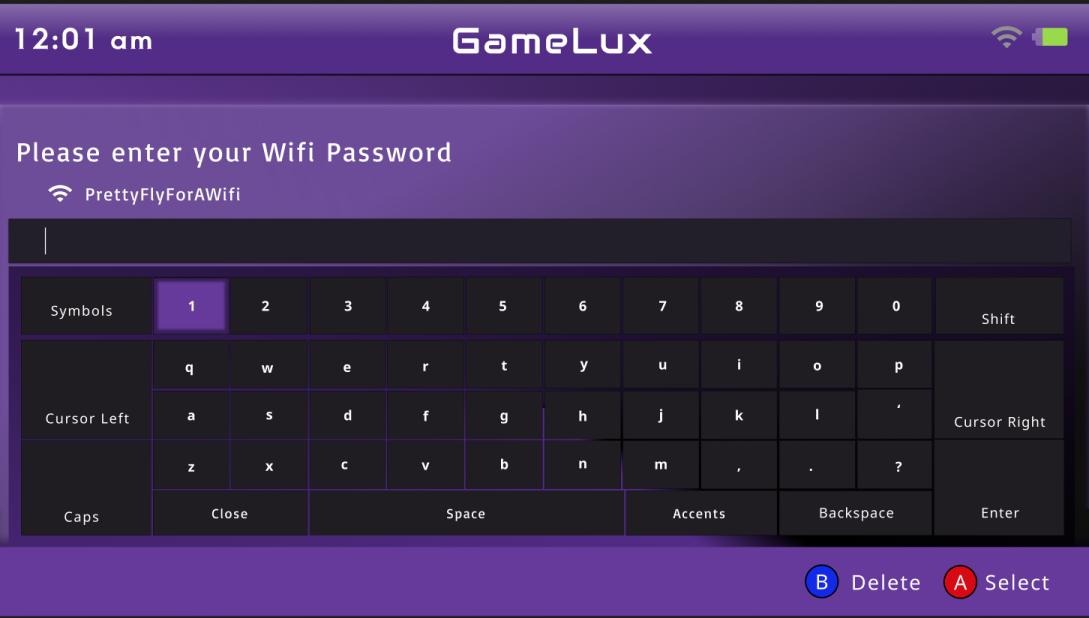 12:01 am GameLux
Please enter your Wifi Password
PrettyFlyForAWifi
Symbols 1 2 3 4 5 6 7 8 9 0 Shift
q w e r t y u i o p
Cursor Left a s d f g h j k l ‘ Cursor Right
z x c v b n m , . ?
Caps Close Space Accents Backspace Enter
B Delete A Select